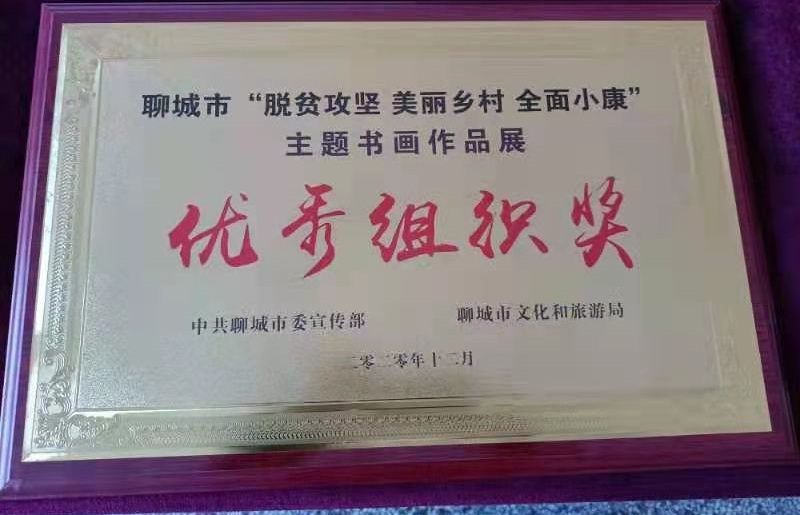 聊城市“脱贫攻坚 美丽乡村 全面小康”
主题书画作品展
优秀组织奖
中共聊城市委宣传部 聊城市文化和旅游局
二零二零年十二月